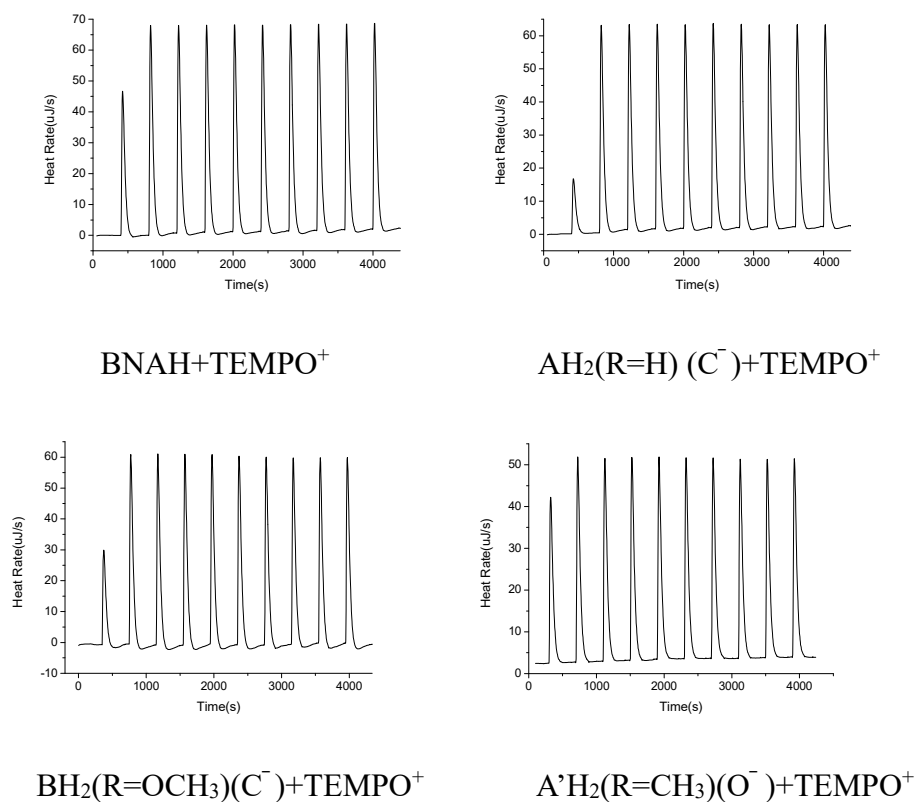 70
60
50
40
30
20
10
0
-10
Heat Rate(uJ/s)
0 1000 2000 3000 4000
Time(s)
BNAH+TEMPO⁺
60
50
40
30
20
10
0
Heat Rate(uJ/s)
0 1000 2000 3000 4000
Time(s)
AH₂(R=H) (C⁻)+TEMPO⁺
60
50
40
30
20
10
0
-10
Heat Rate(uJ/s)
0 1000 2000 3000 4000
Time(s)
BH₂(R=OCH₃)(C⁻)+TEMPO⁺
50
40
30
20
10
0
Heat Rate(uJ/s)
0 1000 2000 3000 4000
Time(s)
A’H₂(R=CH₃)(O⁻)+TEMPO⁺